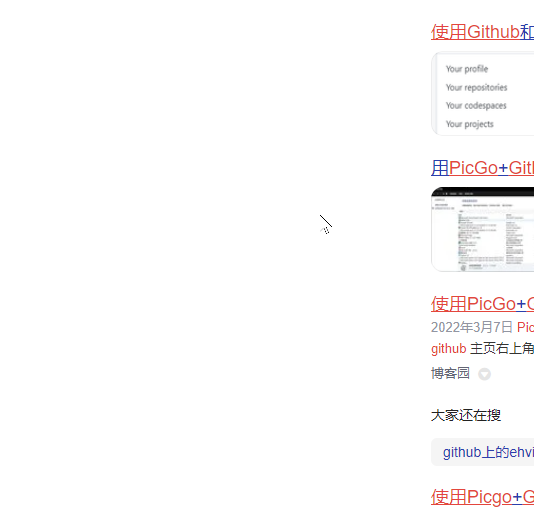 使用Github和
Your profile
Your repositories
Your codespaces
Your projects
用PicGo+Git
使用PicGo+
2022年3月7日 Pic
github 主页右上角
博客园
大家还在搜
github上的ehvi
使用Picgo+G